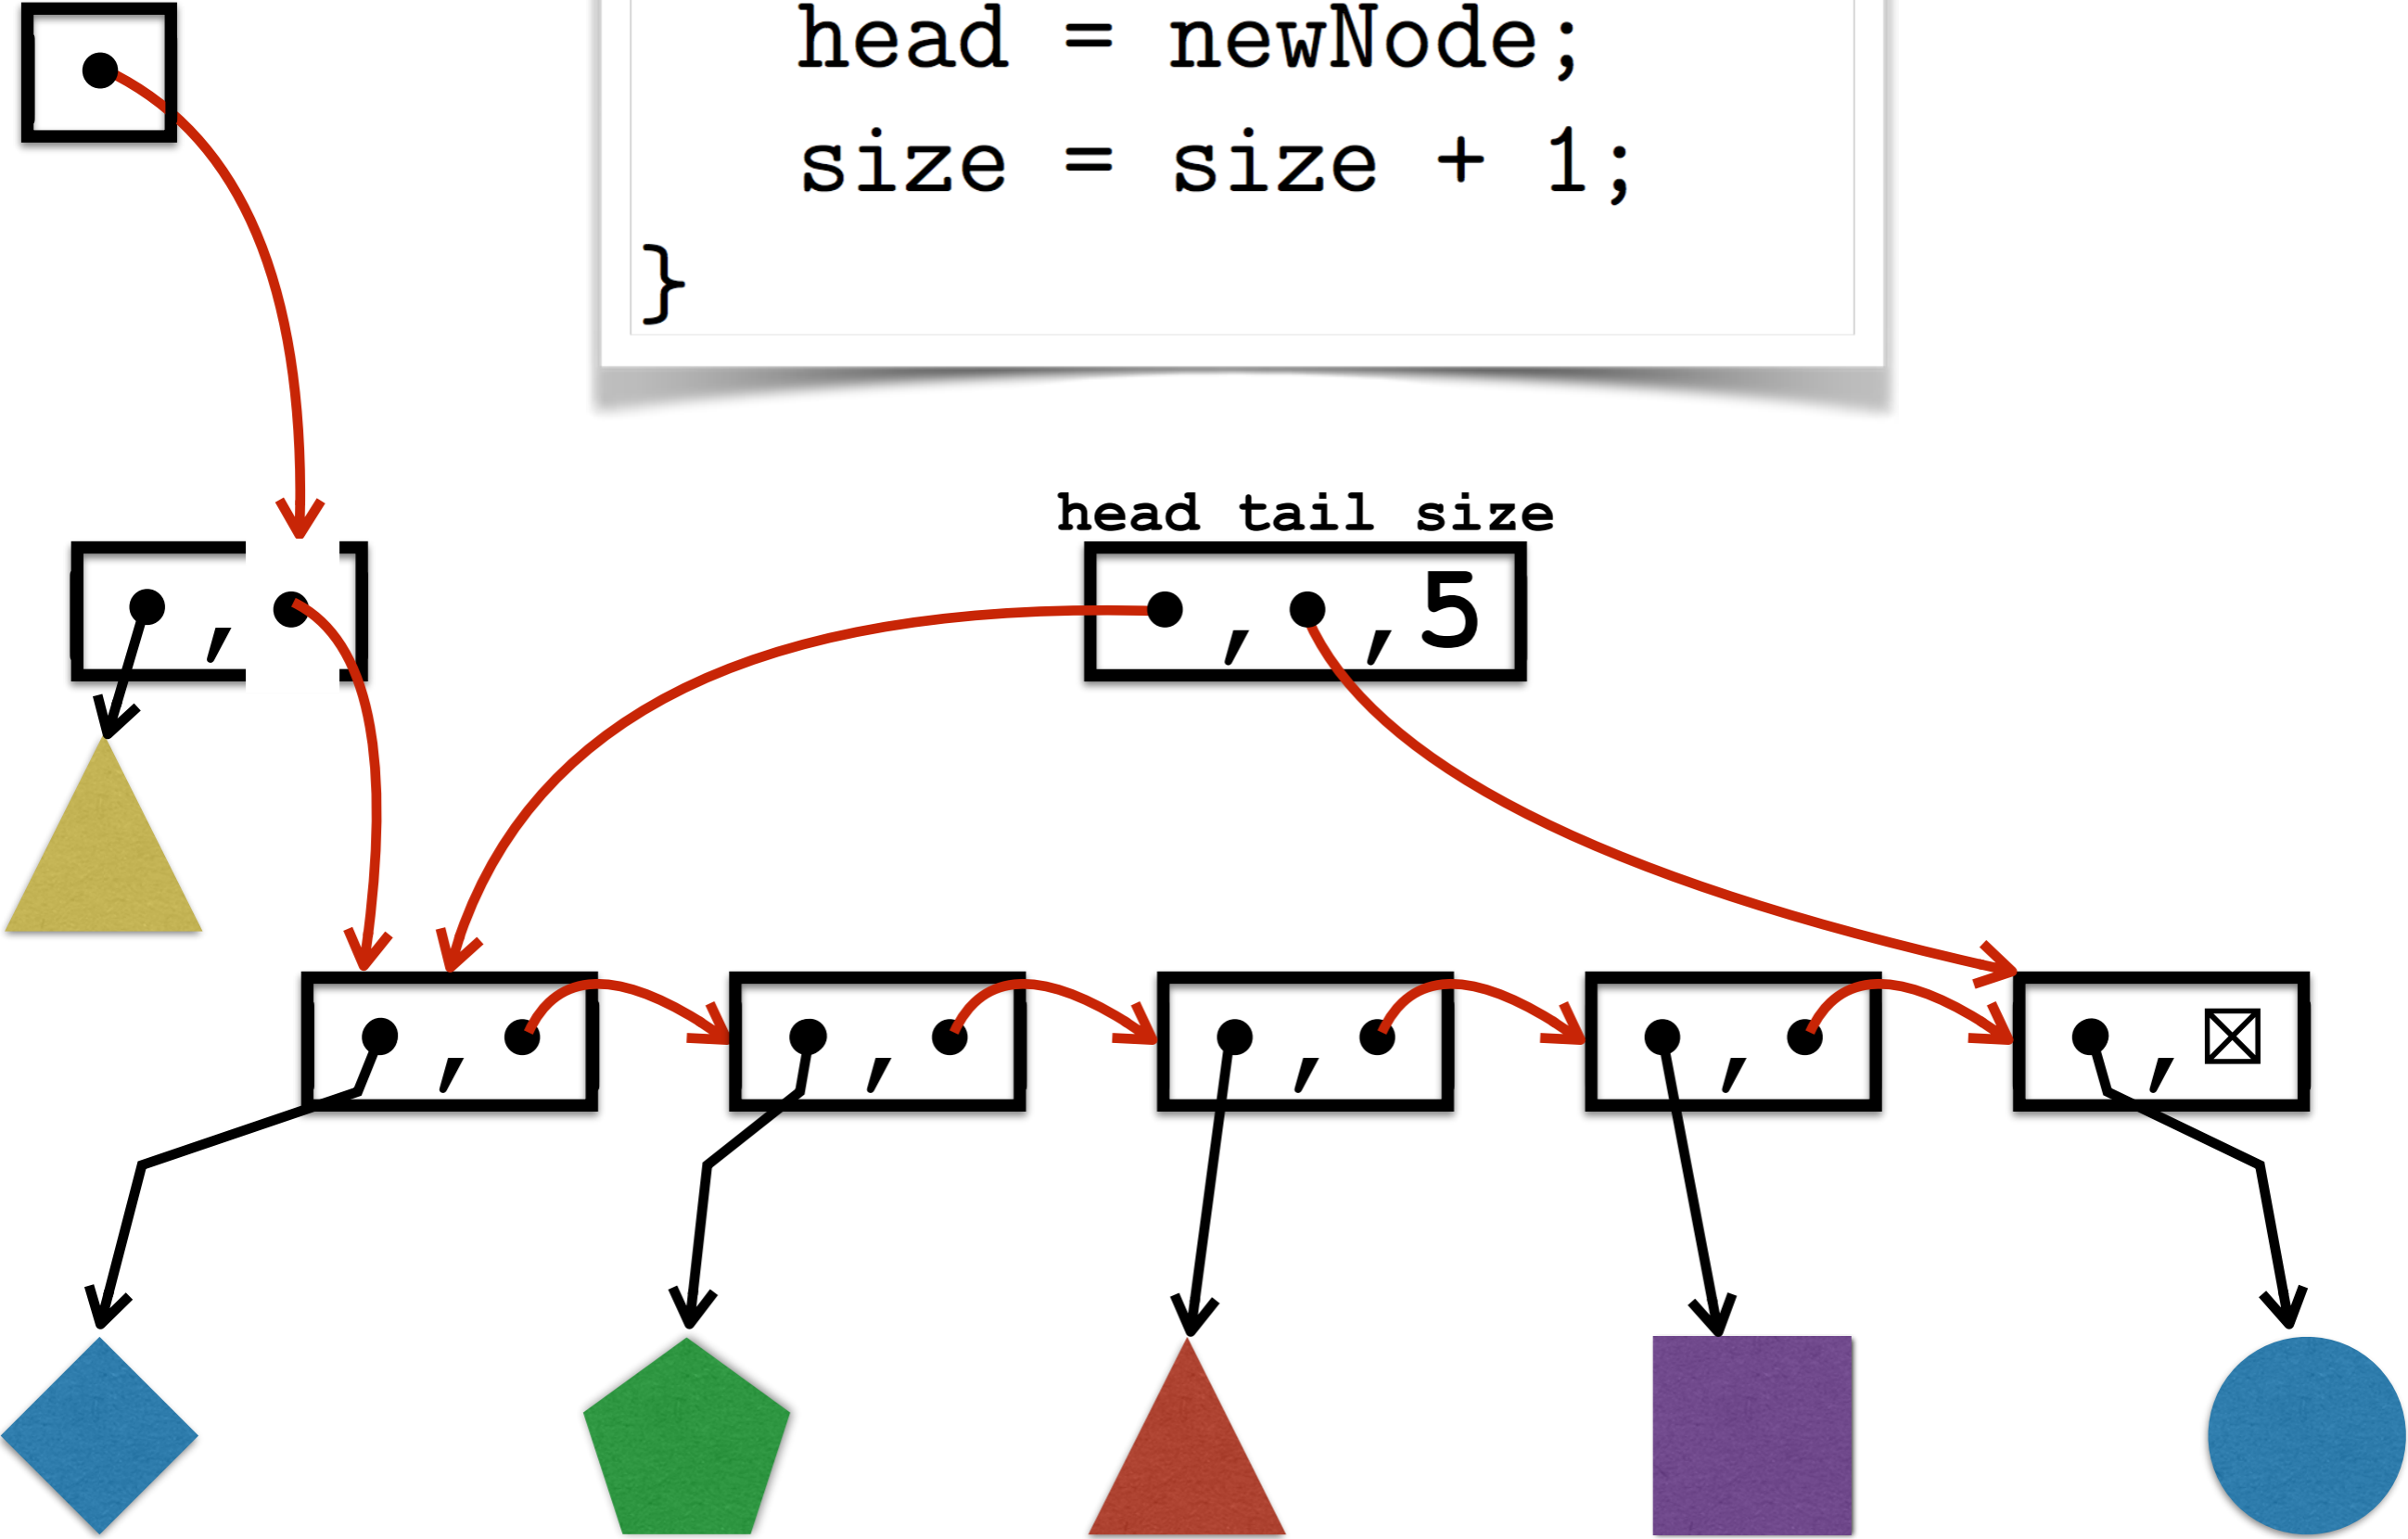 head = newNode;
size = size + 1;
}
head tail size
, , ,5
, , , , ,